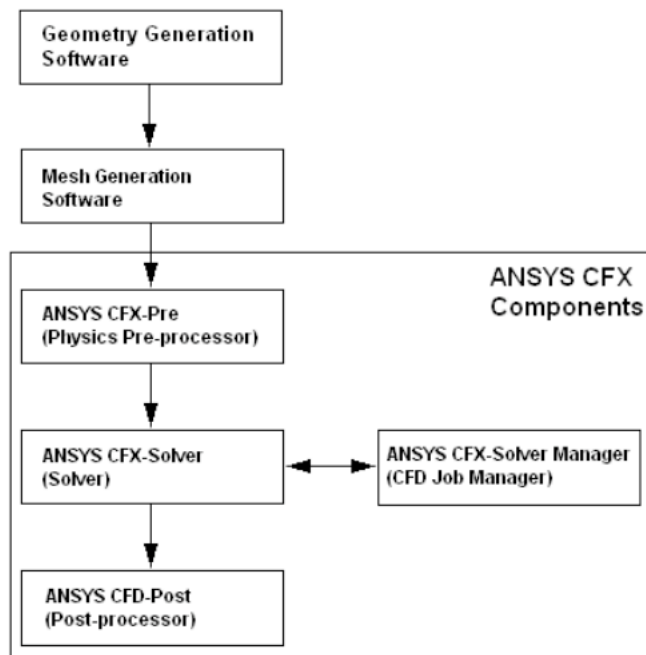 Geometry Generation
Software
Mesh Generation
Software
ANSYS CFX
Components
ANSYS CFX-Pre
(Physics Pre-processor)
ANSYS CFX-Solver
(Solver)
ANSYS CFX-Solver Manager
(CFD Job Manager)
ANSYS CFD-Post
(Post-processor)